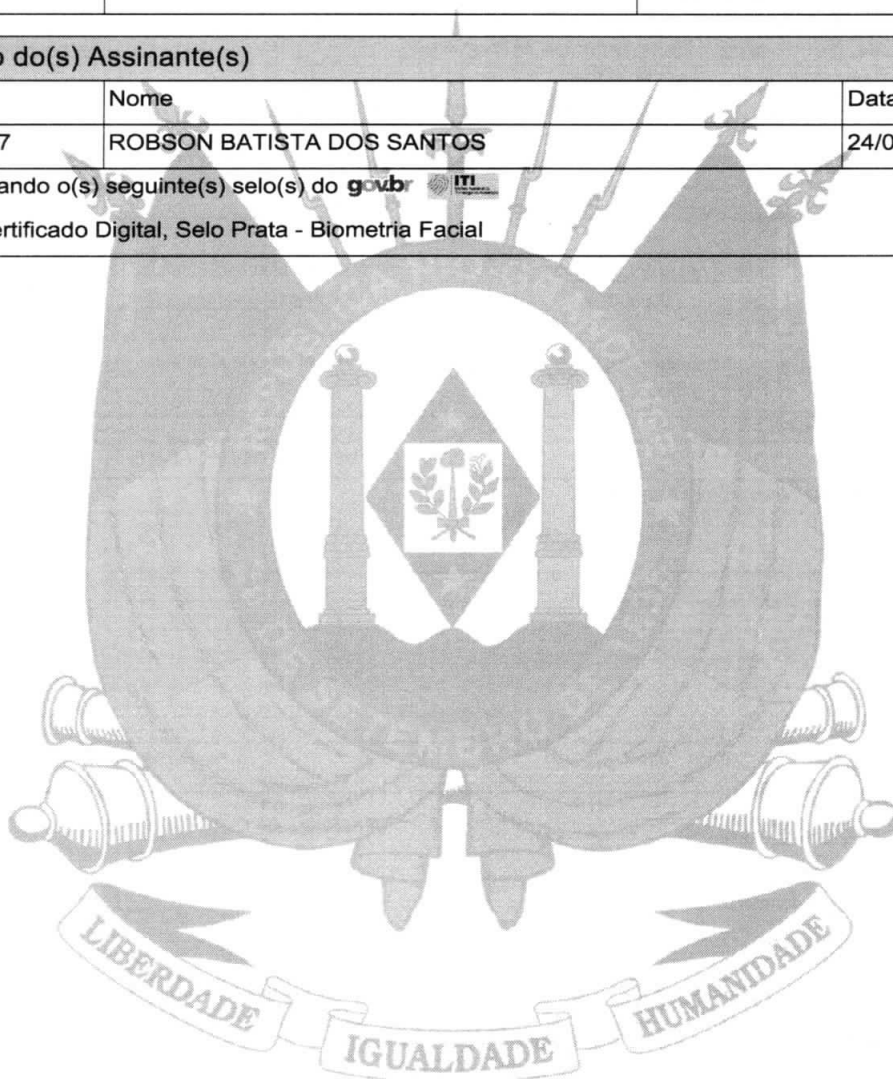 o do(s) Assinante(s)
Nome Data
7 ROBSON BATISTA DOS SANTOS 24/0
ando o(s) seguinte(s) selo(s) do gov.br ITI
ertificado Digital, Selo Prata - Biometria Facial
LIBERDADE
IGUALDADE
HUMANIDADE